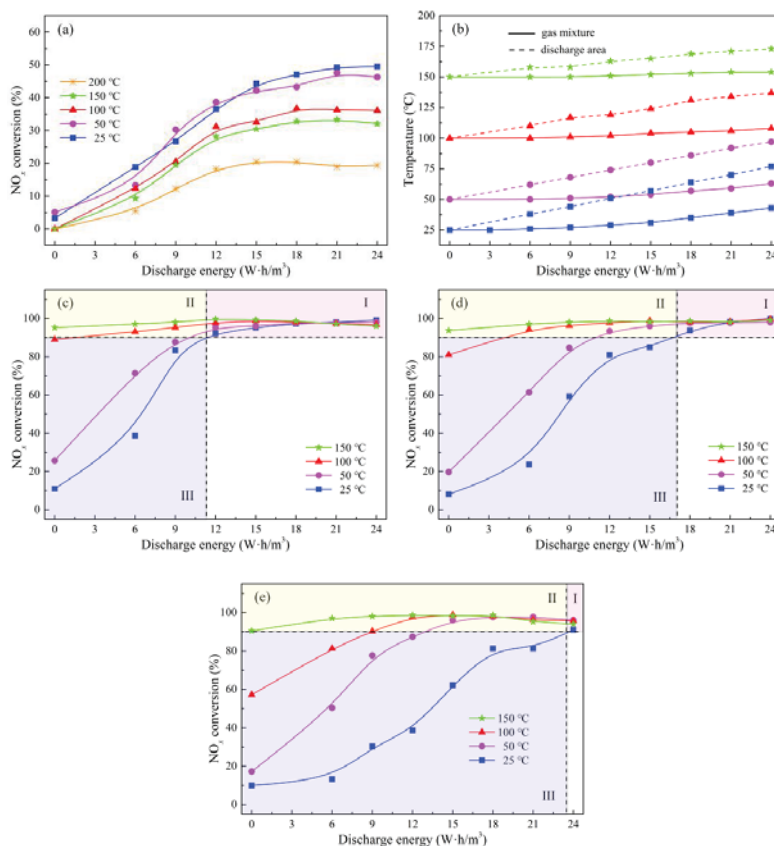 (a)
NOx conversion (%)
60
50
40
30
20
10
0
200 °C
150 °C
100 °C
50 °C
25 °C
0 3 6 9 12 15 18 21 24
Discharge energy (W·h/m³)
(b)
gas mixture
discharge area
Temperature (°C)
200
175
150
125
100
75
50
25
0 3 6 9 12 15 18 21 24
Discharge energy (W·h/m³)
(c)
II
I
NOx conversion (%)
100
80
60
40
20
0
150 °C
100 °C
50 °C
25 °C
III
0 3 6 9 12 15 18 21 24
Discharge energy (W·h/m³)
(d)
II
I
NOx conversion (%)
100
80
60
40
20
0
150 °C
100 °C
50 °C
25 °C
III
0 3 6 9 12 15 18 21 24
Discharge energy (W·h/m³)
(e)
II
I
NOx conversion (%)
100
80
60
40
20
0
150 °C
100 °C
50 °C
25 °C
III
0 3 6 9 12 15 18 21 24
Discharge energy (W·h/m³)